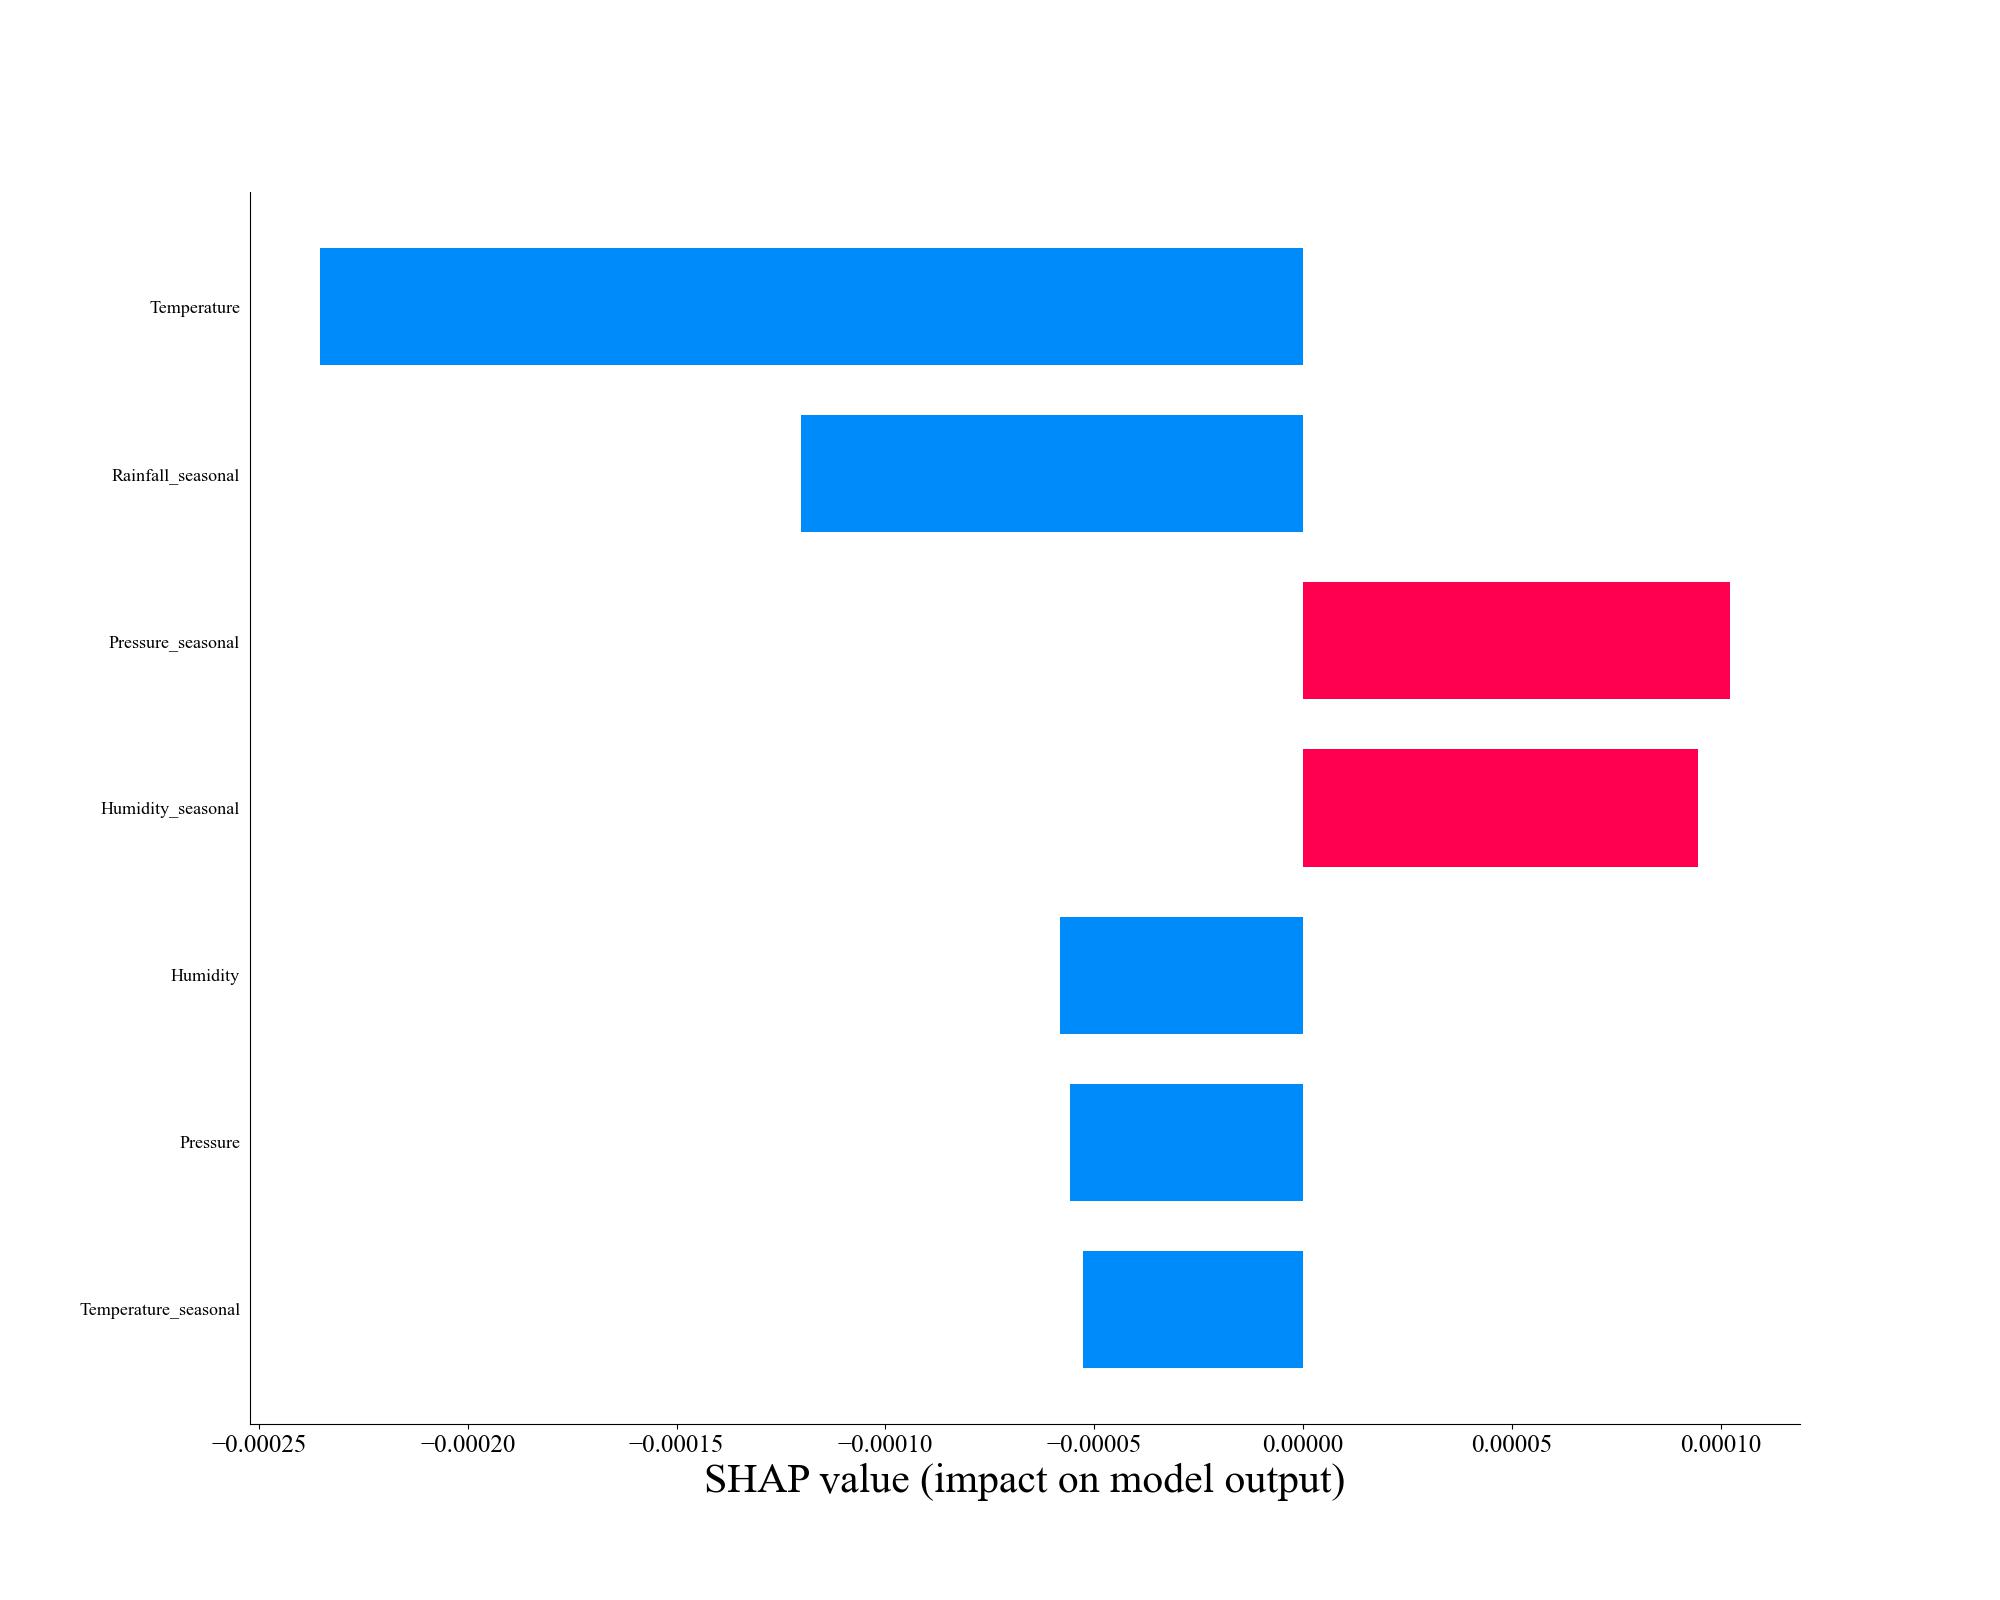 Temperature
Rainfall_seasonal
Pressure_seasonal
Humidity_seasonal
Humidity
Pressure
Temperature_seasonal
−0.00025 −0.00020 −0.00015 −0.00010 −0.00005 0.00000 0.00005 0.00010
SHAP value (impact on model output)